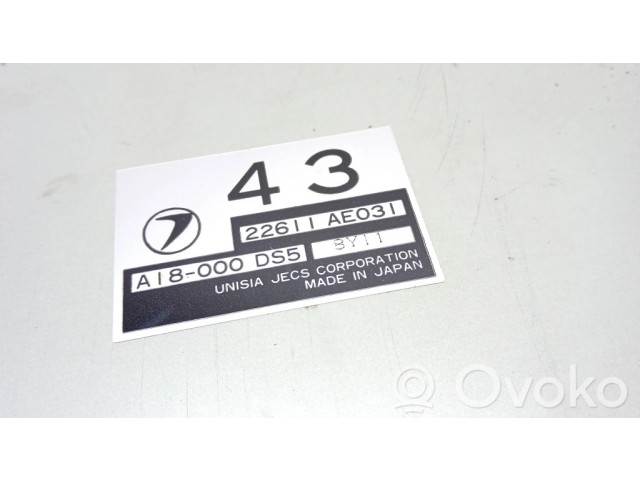 43
22611 AE031
A18-000 DS5 8Y11
UNISIA JECS CORPORATION
MADE IN JAPAN
Ovoko